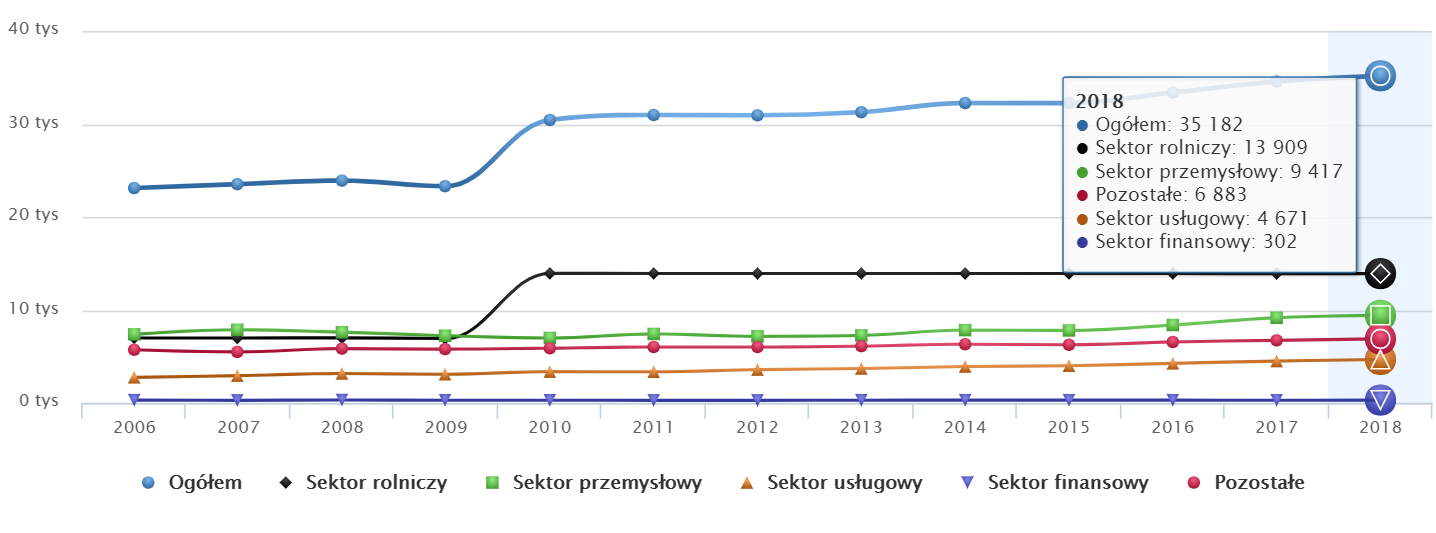 40 tys
30 tys
20 tys
10 tys
0 tys
2018
Ogółem: 35 182
Sektor rolniczy: 13 909
Sektor przemysłowy: 9 417
Pozostałe: 6 883
Sektor usługowy: 4 671
Sektor finansowy: 302
2006 2007 2008 2009 2010 2011 2012 2013 2014 2015 2016 2017 2018
Ogółem Sektor rolniczy Sektor przemysłowy Sektor usługowy Sektor finansowy Pozostałe